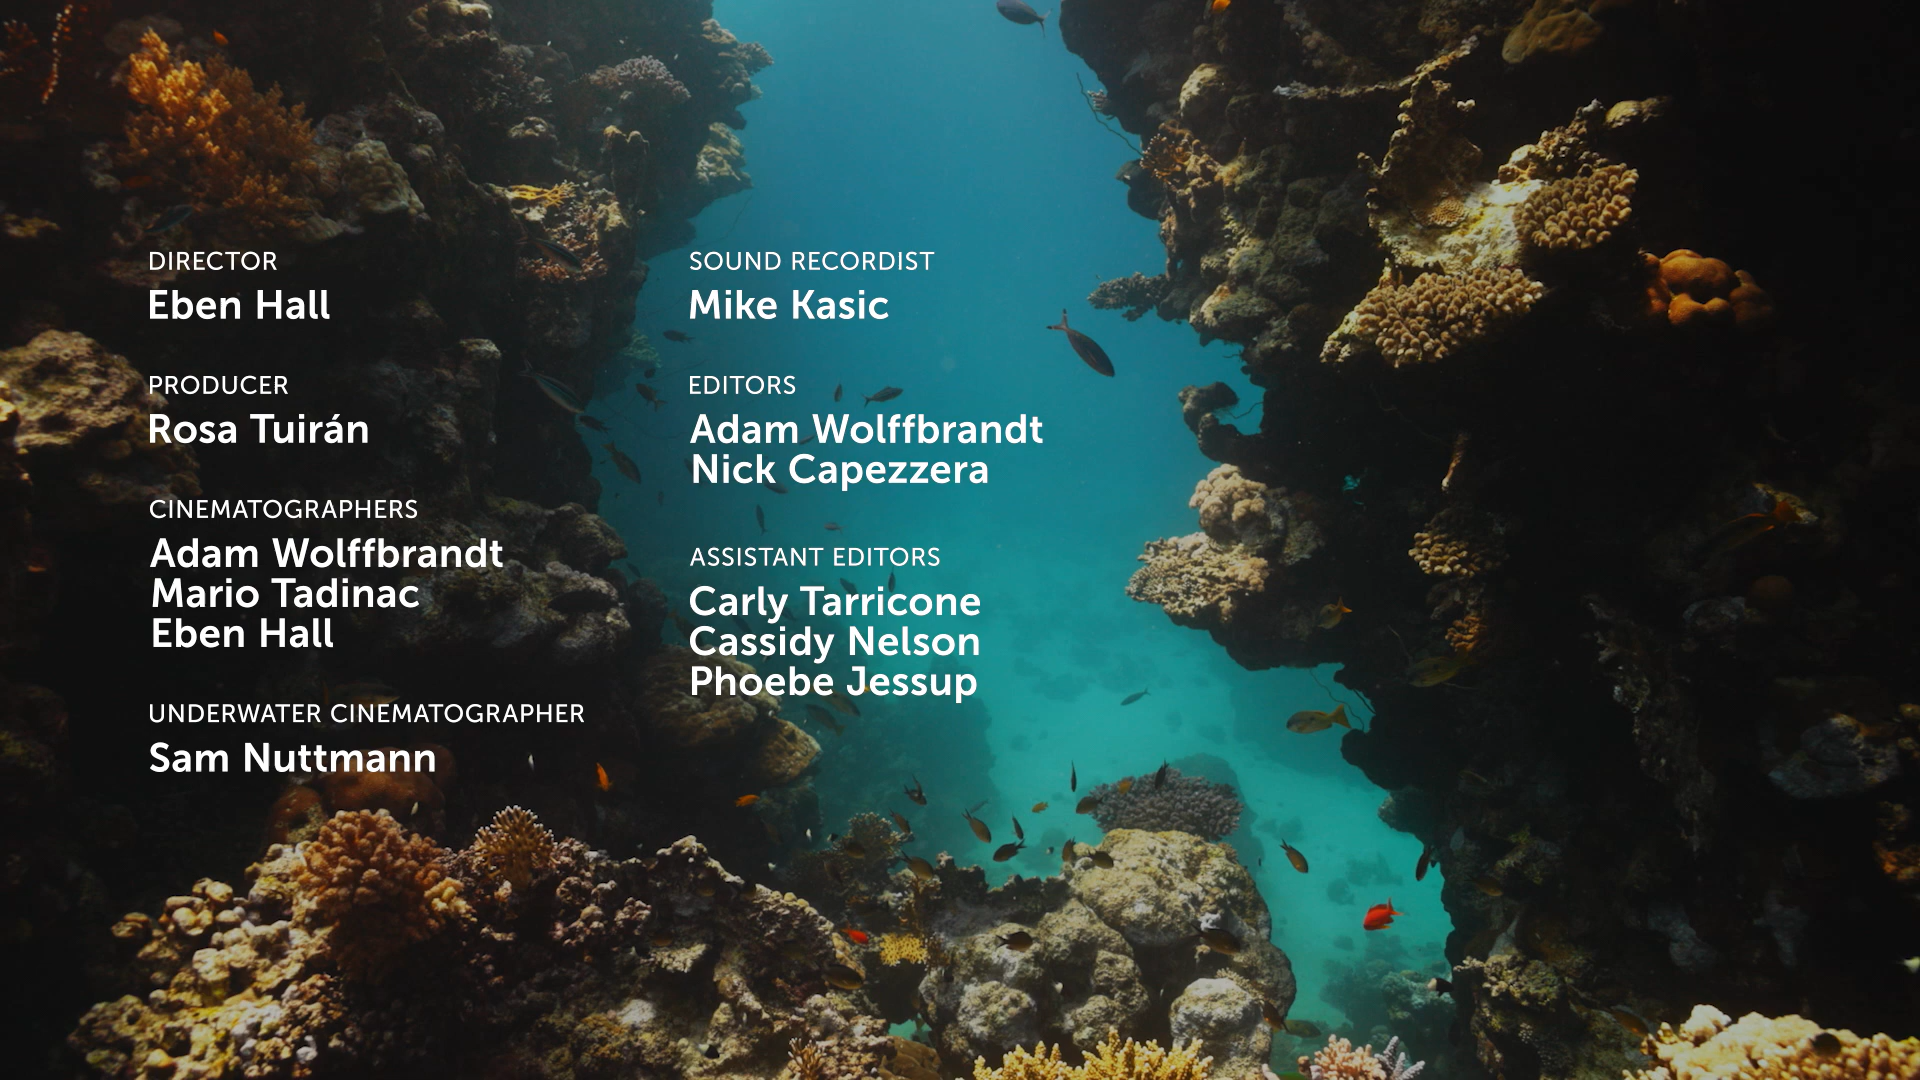 DIRECTOR
Eben Hall
PRODUCER
Rosa Tuirán
CINEMATOGRAPHERS
Adam Wolffbrandt
Mario Tadinac
Eben Hall
UNDERWATER CINEMATOGRAPHER
Sam Nuttmann
SOUND RECORDIST
Mike Kasic
EDITORS
Adam Wolffbrandt
Nick Capezzera
ASSISTANT EDITORS
Carly Tarricone
Cassidy Nelson
Phoebe Jessup